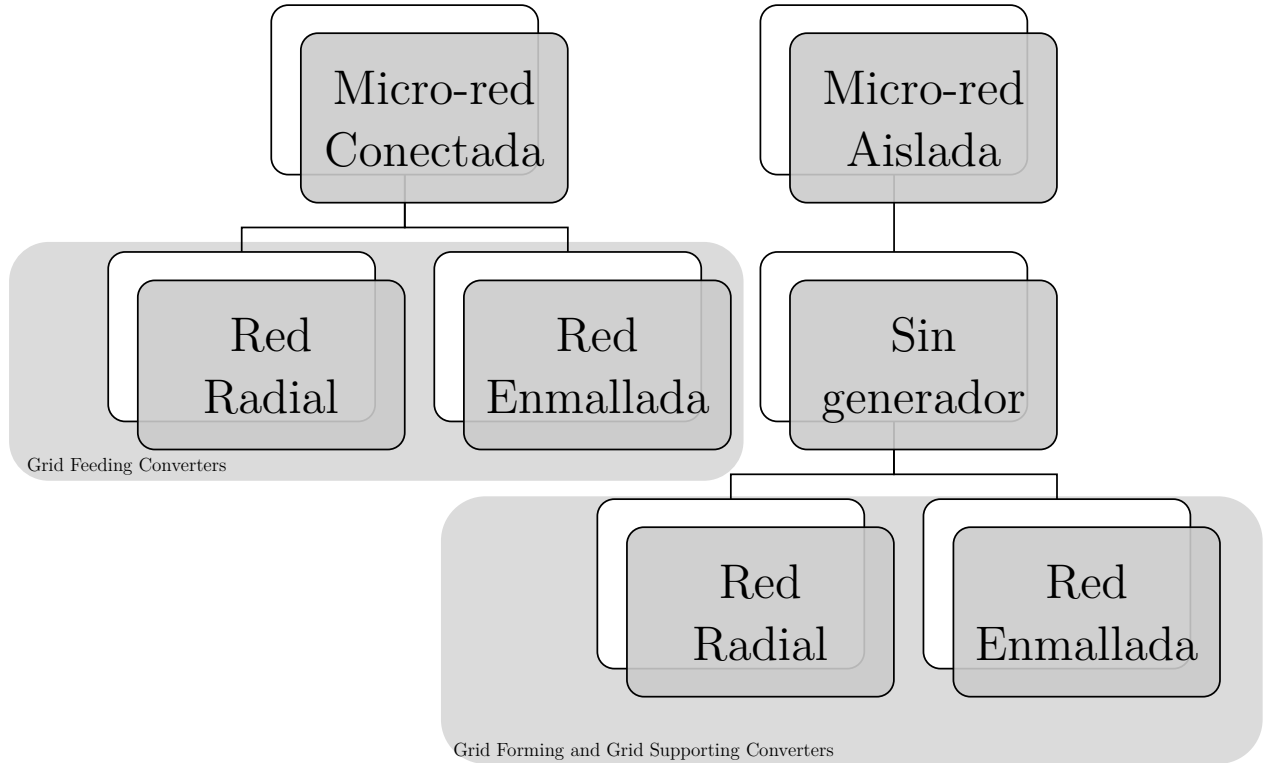 Micro-red
Conectada
Micro-red
Aislada
Red
Radial
Red
Enmallada
Sin
generador
Grid Feeding Converters
Red
Radial
Red
Enmallada
Grid Forming and Grid Supporting Converters